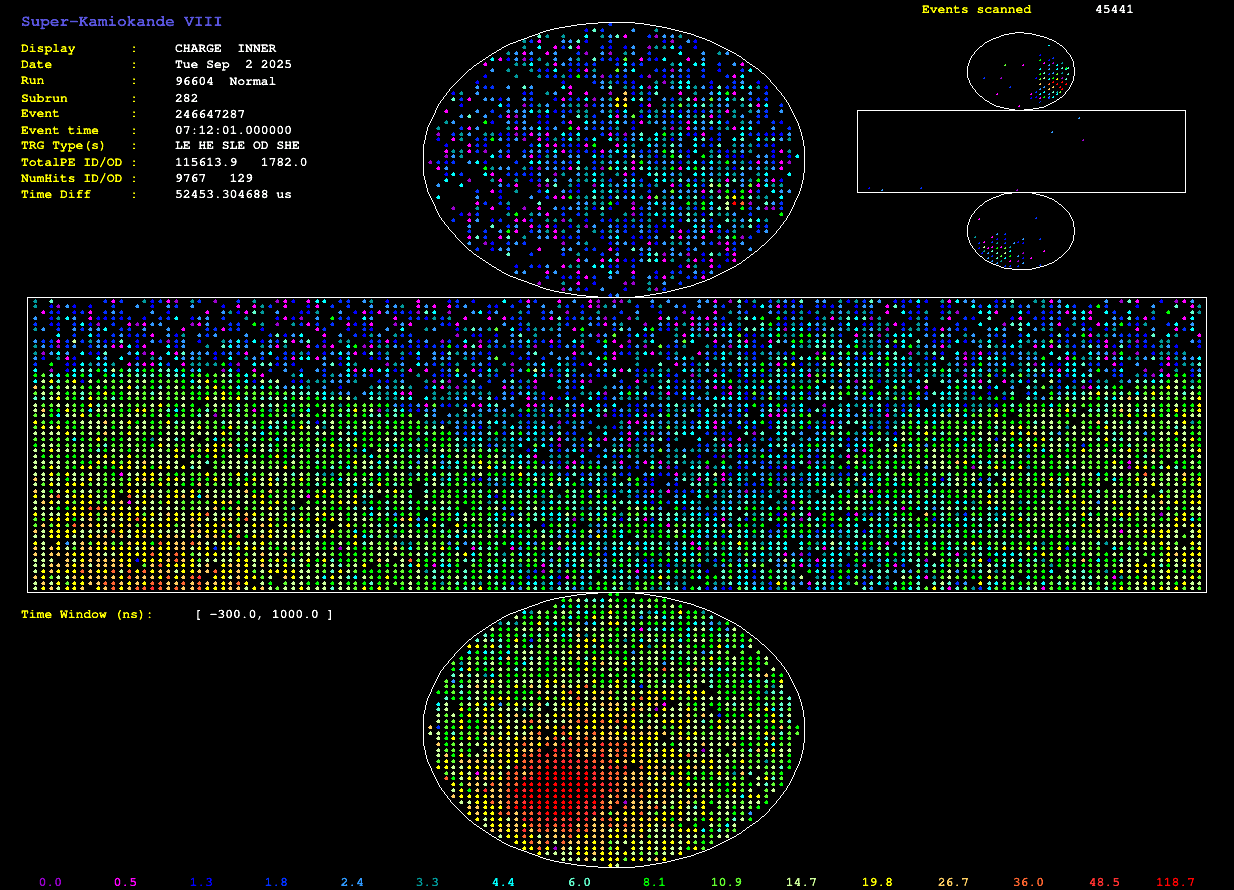 Super-Kamiokande VIII
Events scanned 45441
Display : CHARGE INNER
Date : Tue Sep 2 2025
Run : 96604 Normal
Subrun : 282
Event : 246647287
Event time : 07:12:01.000000
TRG Type(s) : LE HE SLE OD SHE
TotalPE ID/OD : 115613.9 1782.0
NumHits ID/OD : 9767 129
Time Diff : 52453.304688 us
Time Window (ns): [ -300.0, 1000.0 ]
0.0 0.5 1.3 1.8 2.4 3.3 4.4 6.0 8.1 10.9 14.7 19.8 26.7 36.0 48.5 118.7